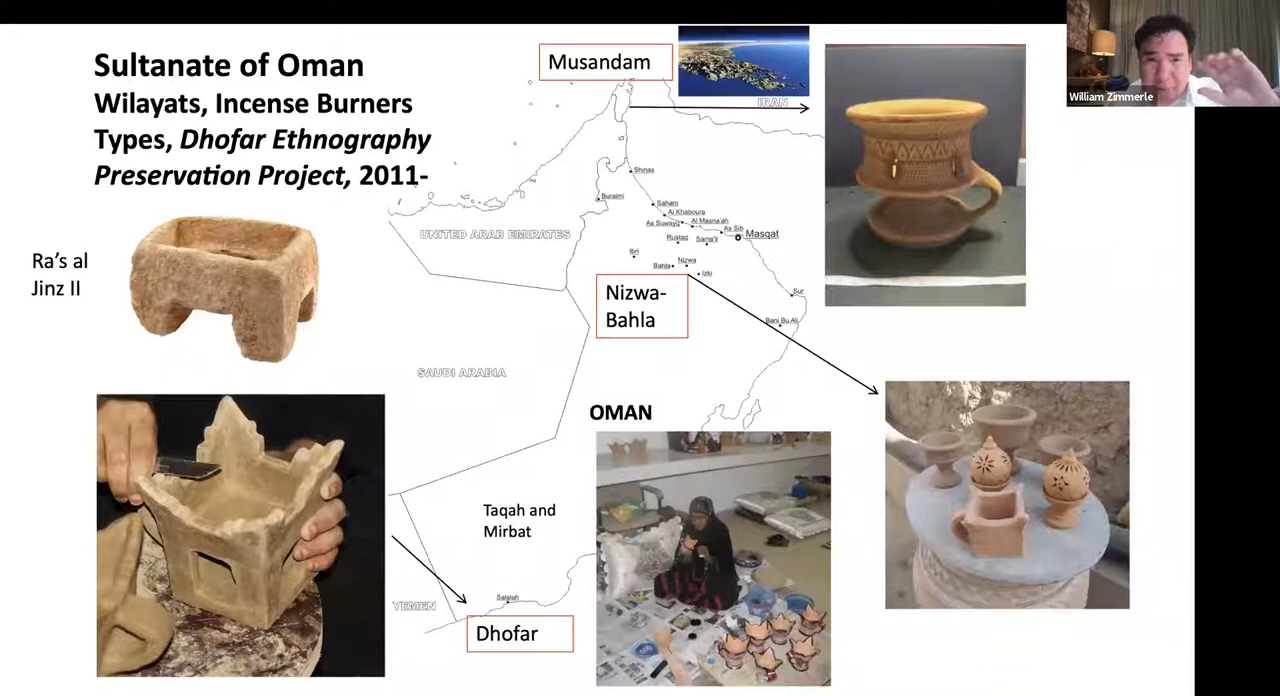 Sultanate of Oman
Wilayats, Incense Burners
Types, Dhofar Ethnography
Preservation Project, 2011-
Musandam
IRAN
William Zimmerle
Shinas
Buraimi
Saham
Al Khaboura
As Suwayq
Al Masna'ah
As Sib
Masqat
UNITED ARAB EMIRATES
Rustaq
Sama'il
Ibri
Bahla
Nizwa
Izki
Ra's al
Jinz II
Nizwa-
Bahla
Sur
Bani Bu Ali
SAUDI ARABIA
OMAN
Taqah and
Mirbat
Salalah
YEMEN
Dhofar